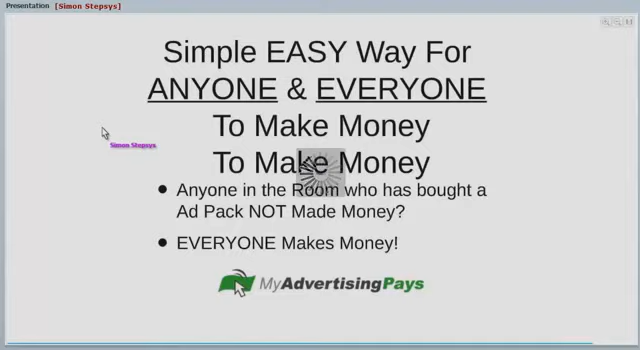 Presentation [Simon Stepsys]
Simple EASY Way For
ANYONE & EVERYONE
To Make Money
Simon Stepsys
To Make Money
● Anyone in the Room who has bought a
Ad Pack NOT Made Money?
● EVERYONE Makes Money!
MyAdvertisingPays